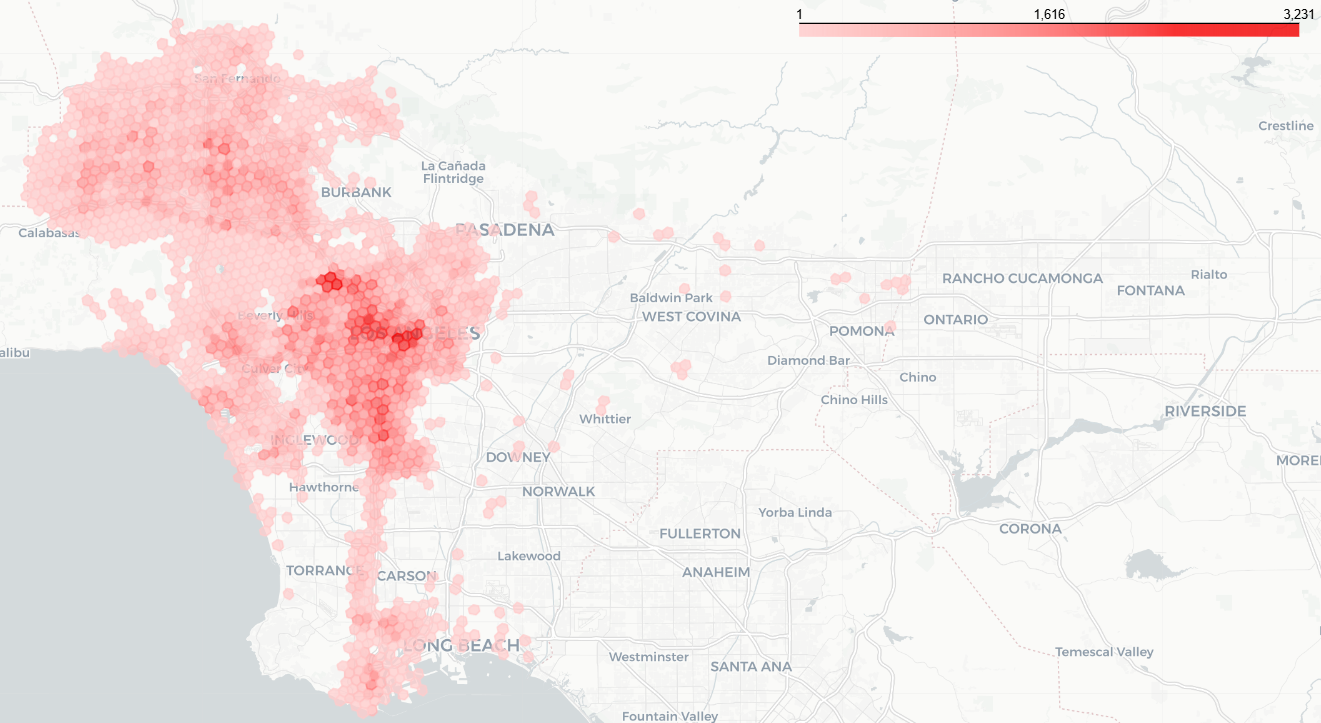 1 1,616 3,231
San Fernando
Crestline
La Cañada
Flintridge
BURBANK
Calabasas
PASADENA
RANCHO CUCAMONGA
Rialto
FONTANA
Baldwin Park
WEST COVINA
Beverly Hills
ONTARIO
POMONA
LOS ANGELES
alibu
Diamond Bar
Culver City
Chino
Chino Hills
RIVERSIDE
Whittier
INGLEWOOD
DOWNEY
MORE
Hawthorne
NORWALK
Yorba Linda
CORONA
FULLERTON
Lakewood
TORRANCE
CARSON
ANAHEIM
LONG BEACH
Westminster
Temescal Valley
SANTA ANA
Fountain Valley